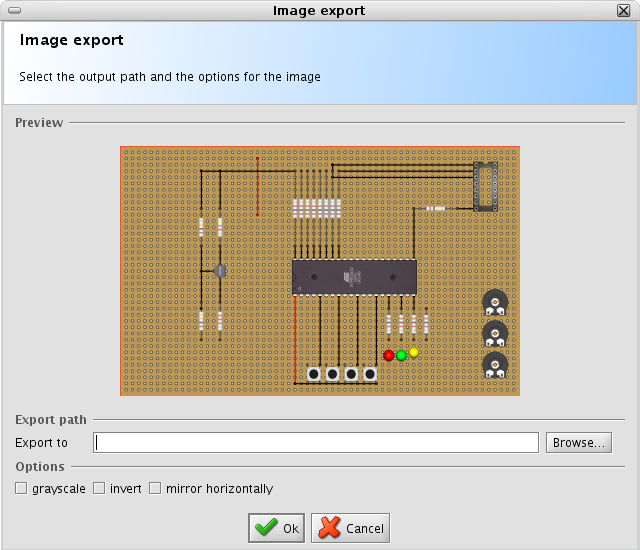 Image export
Image export
Select the output path and the options for the image
Preview
Export path
Export to
Browse...
Options
grayscale invert mirror horizontally
Ok Cancel